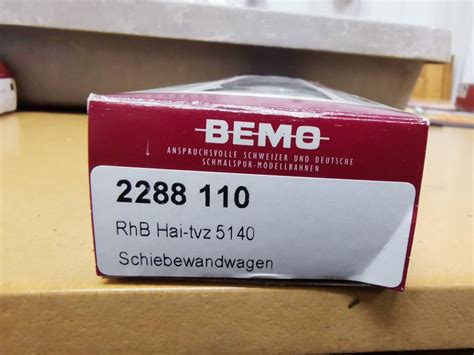 BEMO
ANSPRUCHSVOLLE SCHWEIZER UND DEUTSCHE
SCHMALSPUR-MODELLBAHNEN
2288 110
RhB Hai-tvz 5140
Schiebewandwagen